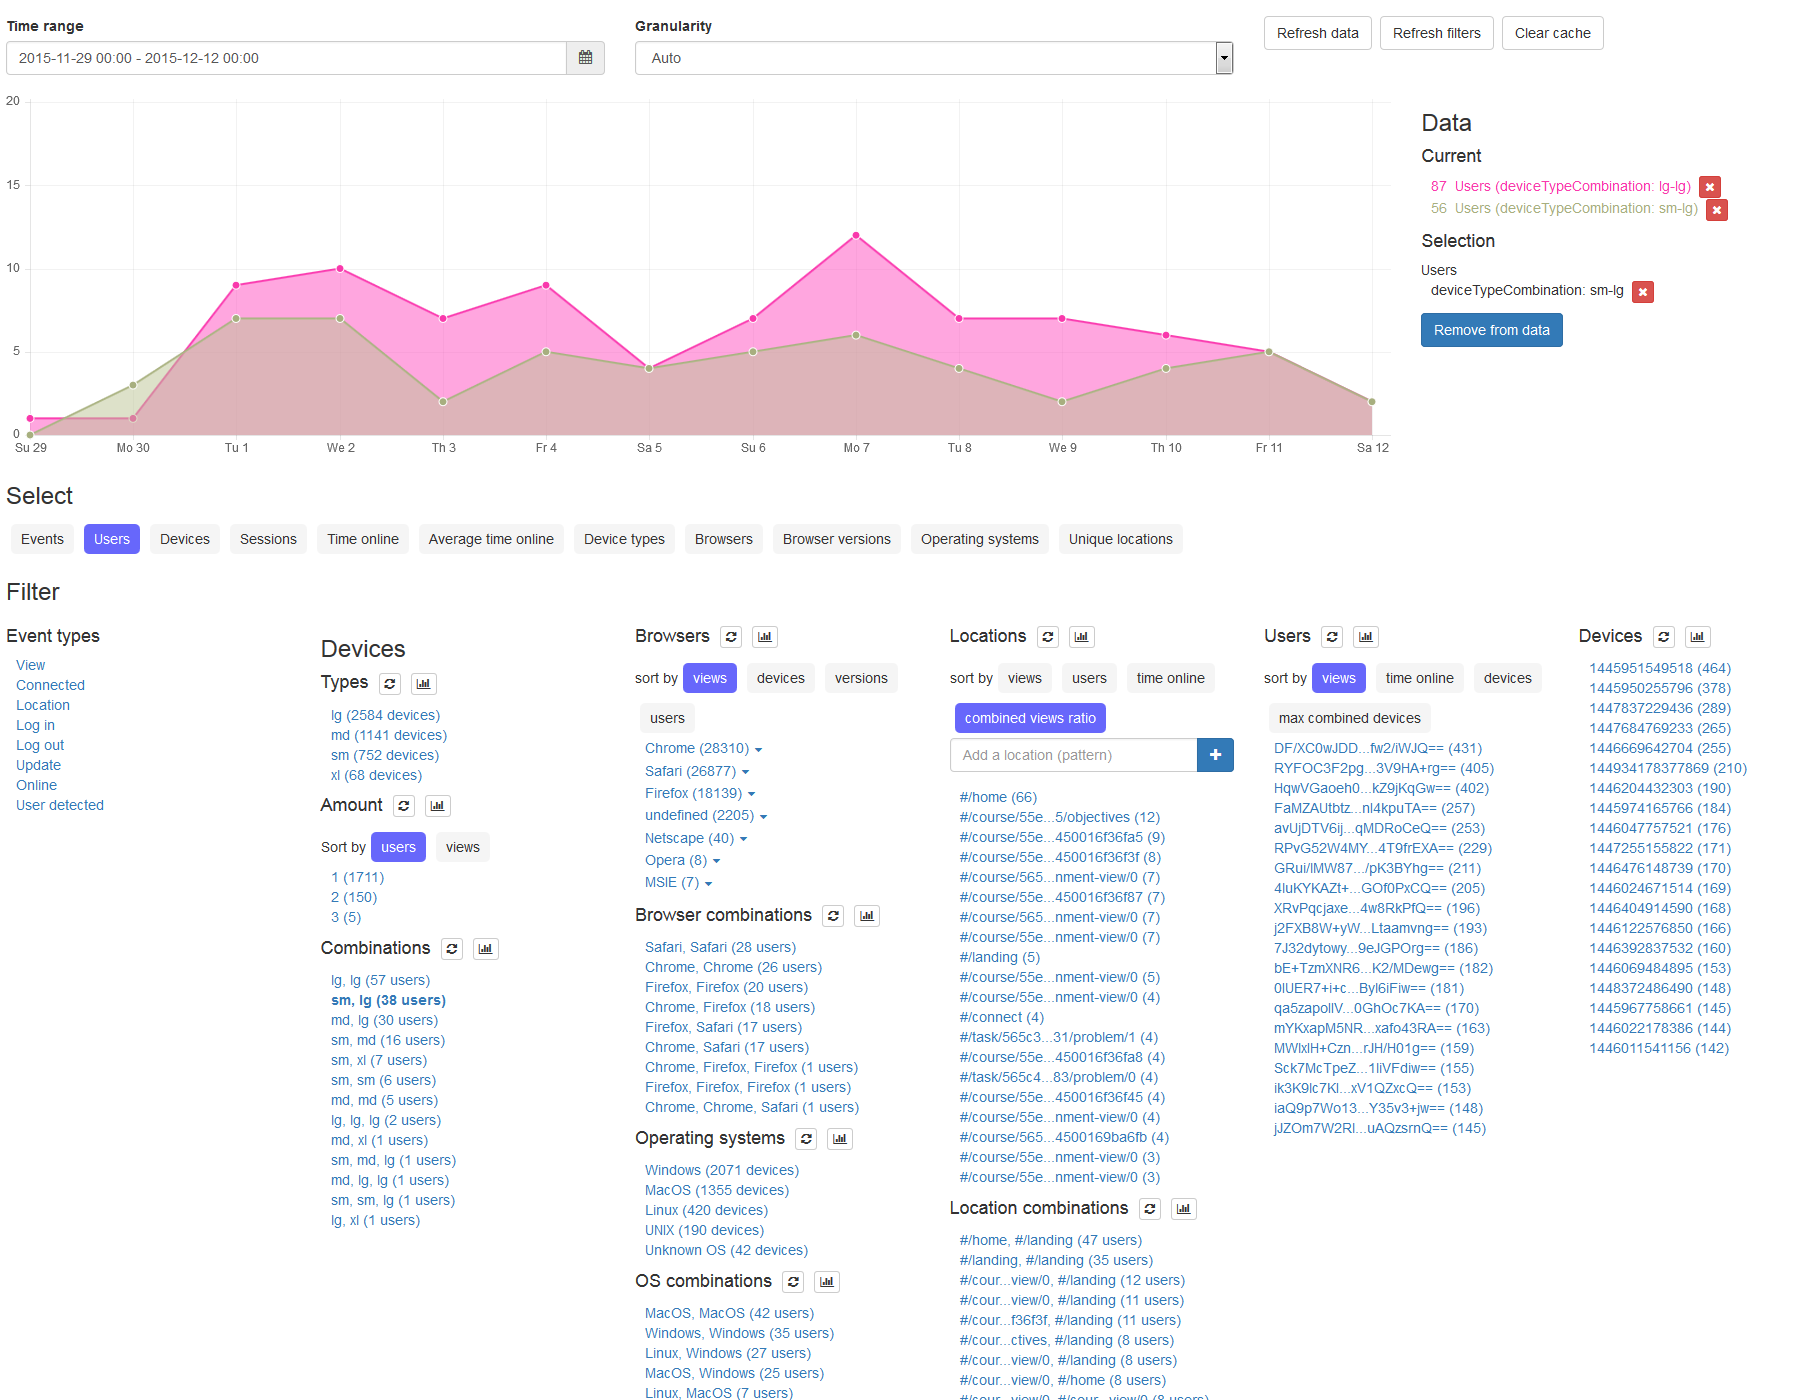 Time range
2015-11-29 00:00 - 2015-12-12 00:00
Granularity
Auto
Refresh data
Refresh filters
Clear cache
20
15
10
5
0
Su 29
Mo 30
Tu 1
We 2
Th 3
Fr 4
Sa 5
Su 6
Mo 7
Tu 8
We 9
Th 10
Fr 11
Sa 12
Data
Current
87 Users (deviceTypeCombination: lg-lg)
56 Users (deviceTypeCombination: sm-lg)
Selection
Users
deviceTypeCombination: sm-lg
Remove from data
Select
Events
Users
Devices
Sessions
Time online
Average time online
Device types
Browsers
Browser versions
Operating systems
Unique locations
Filter
Event types
View
Connected
Location
Log in
Log out
Update
Online
User detected
Devices
Types
lg (2584 devices)
md (1141 devices)
sm (752 devices)
xl (68 devices)
Amount
Sort by users views
1 (1711)
2 (150)
3 (5)
Combinations
lg, lg (57 users)
sm, lg (38 users)
md, lg (30 users)
sm, md (16 users)
sm, xl (7 users)
sm, sm (6 users)
md, md (5 users)
lg, lg, lg (2 users)
md, xl (1 users)
sm, md, lg (1 users)
md, lg, lg (1 users)
sm, sm, lg (1 users)
lg, xl (1 users)
Browsers
sort by views devices versions
users
Chrome (28310)
Safari (26877)
Firefox (18139)
undefined (2205)
Netscape (40)
Opera (8)
MSIE (7)
Browser combinations
Safari, Safari (28 users)
Chrome, Chrome (26 users)
Firefox, Firefox (20 users)
Chrome, Firefox (18 users)
Firefox, Safari (17 users)
Chrome, Safari (17 users)
Chrome, Firefox, Firefox (1 users)
Firefox, Firefox, Firefox (1 users)
Chrome, Chrome, Safari (1 users)
Operating systems
Windows (2071 devices)
MacOS (1355 devices)
Linux (420 devices)
UNIX (190 devices)
Unknown OS (42 devices)
OS combinations
MacOS, MacOS (42 users)
Windows, Windows (35 users)
Linux, Windows (27 users)
MacOS, Windows (25 users)
Linux, MacOS (7 users)
Locations
sort by views users time online
combined views ratio
Add a location (pattern)
#/home (66)
#/course/55e...5/objectives (12)
#/course/55e...450016f36fa5 (9)
#/course/55e...450016f36f3f (8)
#/course/565...nment-view/0 (7)
#/course/55e...450016f36f87 (7)
#/course/565...nment-view/0 (7)
#/course/55e...nment-view/0 (7)
#/landing (5)
#/course/55e...nment-view/0 (5)
#/course/55e...nment-view/0 (4)
#/connect (4)
#/task/565c3...31/problem/1 (4)
#/course/55e...450016f36fa8 (4)
#/task/565c4...83/problem/0 (4)
#/course/55e...450016f36f45 (4)
#/course/55e...nment-view/0 (4)
#/course/565...4500169ba6fb (4)
#/course/55e...nment-view/0 (3)
#/course/55e...nment-view/0 (3)
Location combinations
#/home, #/landing (47 users)
#/landing, #/landing (35 users)
#/cour...view/0, #/landing (12 users)
#/cour...view/0, #/landing (11 users)
#/cour...f36f3f, #/landing (11 users)
#/cour...ctives, #/landing (8 users)
#/cour...view/0, #/landing (8 users)
#/cour...view/0, #/home (8 users)
#/cour...view/0, #/cour...view/0 (8 users)
Users
sort by views time online devices
max combined devices
DF/XC0wJDD...fw2/iWJQ== (431)
RYFOC3F2pg...3V9HA+rg== (405)
HqwVGaoeh0...kZ9jKqGw== (402)
FaMZAUtbtz...nl4kpuTA== (257)
avUjDTV6ij...qMDRoCeQ== (253)
RPvG52W4MY...4T9frEXA== (229)
GRui/lMW87.../pK3BYhg== (211)
4luKYKAZt+...GOf0PxCQ== (205)
XRvPqcjaxe...4w8RkPfQ== (196)
j2FXB8W+yW...Ltaamvng== (193)
7J32dytowy...9eJGPOrg== (186)
bE+TzmXNR6...K2/MDewg== (182)
0lUER7+i+c...Byl6iFiw== (181)
qa5zapollV...0GhOc7KA== (170)
mYKxapM5NR...xafo43RA== (163)
MWlxlH+Czn...rJH/H01g== (159)
Sck7McTpeZ...1liVFdiw== (155)
ik3K9lc7Kl...xV1QZxcQ== (153)
iaQ9p7Wo13...Y35v3+jw== (148)
jJZOm7W2Rl...uAQzsrnQ== (145)
Devices
1445951549518 (464)
1445950255796 (378)
1447837229436 (289)
1447684769233 (265)
1446669642704 (255)
144934178377869 (210)
1446204432303 (190)
1445974165766 (184)
1446047757521 (176)
1447255155822 (171)
1446476148739 (170)
1446024671514 (169)
1446404914590 (168)
1446122576850 (166)
1446392837532 (160)
1446069484895 (153)
1448372486490 (148)
1445967758661 (145)
1446022178386 (144)
1446011541156 (142)